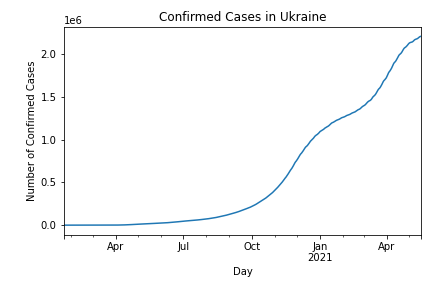 Confirmed Cases in Ukraine
1e6
2.0
1.5
1.0
0.5
0.0
Number of Confirmed Cases
Apr Jul Oct Jan Apr
2021
Day